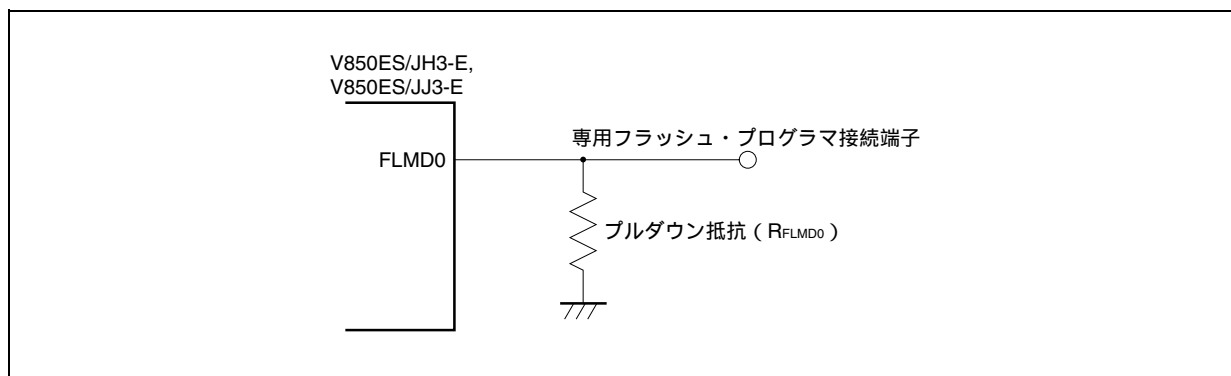 V850ES/JH3-E,
V850ES/JJ3-E
専用フラッシュ・プログラマ接続端子
FLMD0
プルダウン抵抗（RFLMD0）